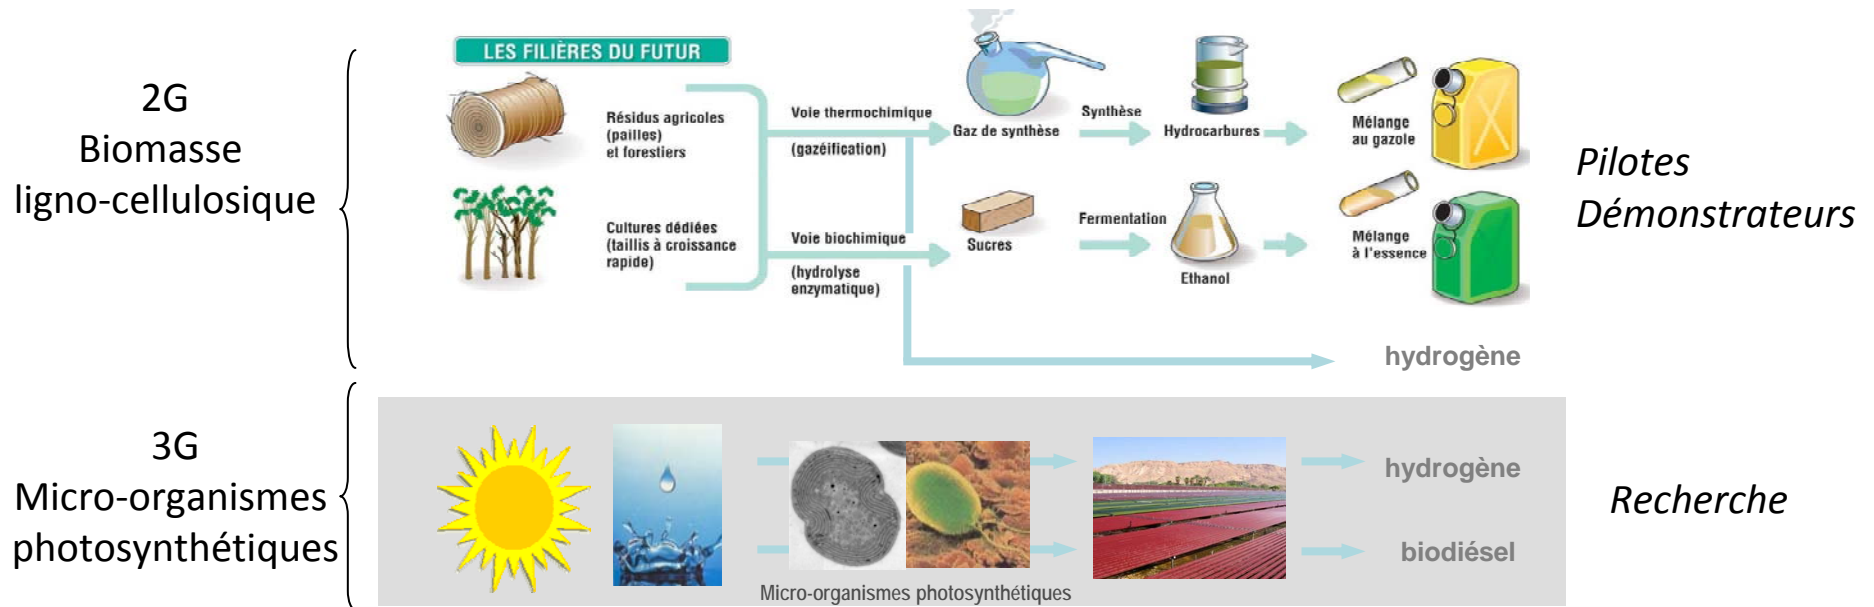 2G
Biomasse
ligno-cellulosique
LES FILIÈRES DU FUTUR
Résidus agricoles
(pailles)
et forestiers
Cultures dédiées
(taillis à croissance
rapide)
Voie thermochimique
(gazéification)
Voie biochimique
(hydrolyse
enzymatique)
Gaz de synthèse
Synthèse
Hydrocarbures
Mélange
au gazole
Sucres
Fermentation
Ethanol
Mélange
à l'essence
hydrogène
Pilotes
Démonstrateurs
3G
Micro-organismes
photosynthétiques
Micro-organismes photosynthétiques
hydrogène
biodiésel
Recherche